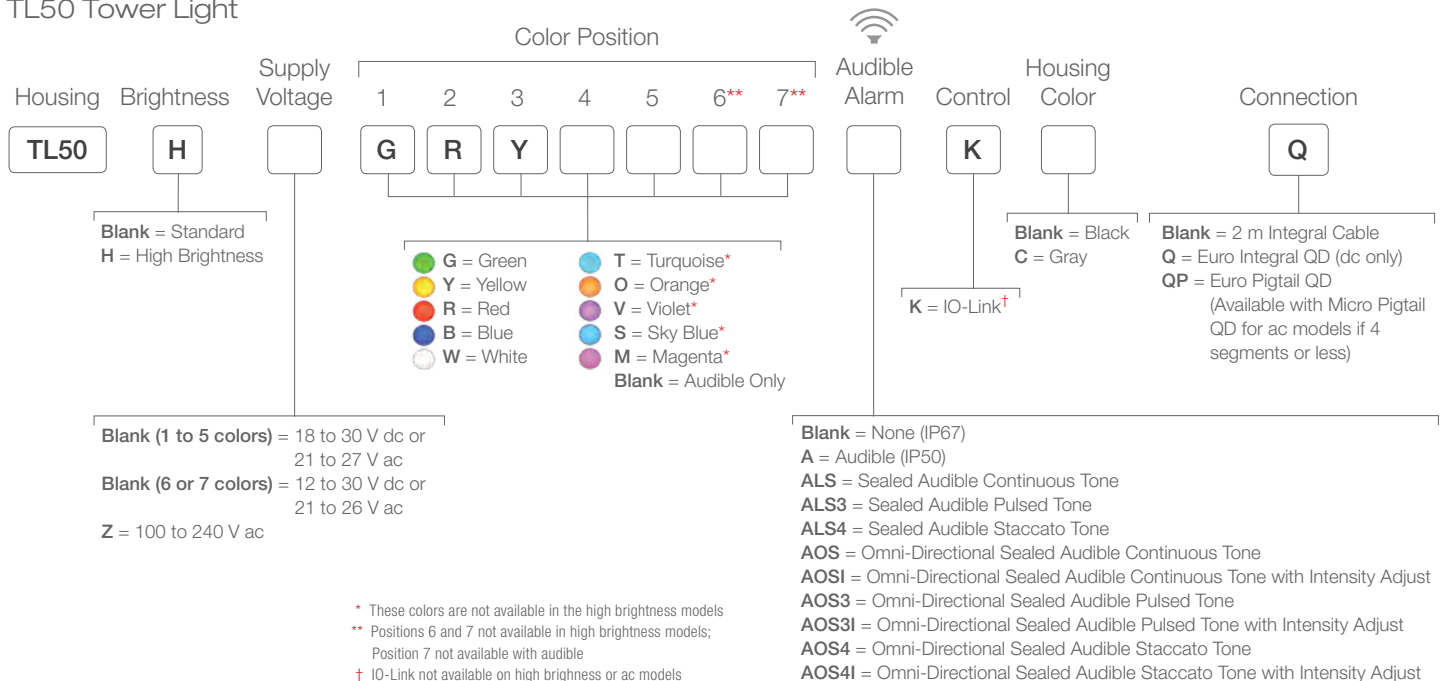 TL50 Tower Light
Color Position
Housing Brightness Supply Voltage 1 2 3 4 5 6** 7** Audible Alarm Control Housing Color Connection
TL50 H G R Y K Q
Blank = Standard
H = High Brightness
G = Green
Y = Yellow
R = Red
B = Blue
W = White
T = Turquoise*
O = Orange*
V = Violet*
S = Sky Blue*
M = Magenta*
Blank = Audible Only
K = IO-Link†
Blank = Black
C = Gray
Blank = 2 m Integral Cable
Q = Euro Integral QD (dc only)
QP = Euro Pigtail QD
(Available with Micro Pigtail
QD for ac models if 4
segments or less)
Blank (1 to 5 colors) = 18 to 30 V dc or
21 to 27 V ac
Blank (6 or 7 colors) = 12 to 30 V dc or
21 to 26 V ac
Z = 100 to 240 V ac
Blank = None (IP67)
A = Audible (IP50)
ALS = Sealed Audible Continuous Tone
ALS3 = Sealed Audible Pulsed Tone
ALS4 = Sealed Audible Staccato Tone
AOS = Omni-Directional Sealed Audible Continuous Tone
AOSI = Omni-Directional Sealed Audible Continuous Tone with Intensity Adjust
AOS3 = Omni-Directional Sealed Audible Pulsed Tone
AOS3I = Omni-Directional Sealed Audible Pulsed Tone with Intensity Adjust
AOS4 = Omni-Directional Sealed Audible Staccato Tone
AOS4I = Omni-Directional Sealed Audible Staccato Tone with Intensity Adjust
* These colors are not available in the high brightness models
** Positions 6 and 7 not available in high brightness models;
Position 7 not available with audible
† IO-Link not available on high brighness or ac models